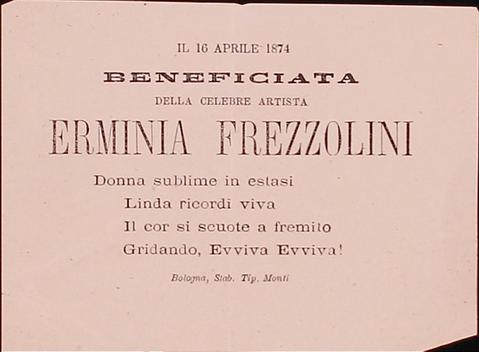 IL 16 APRILE 1874
BENEFICIATA
DELLA CELEBRE ARTISTA
ERMINIA FREZZOLINI
Donna sublime in estasi
Linda ricordi viva
Il cor si scuote a fremito
Gridando, Evviva Evviva!
Bologna, Stab. Tip. Monti